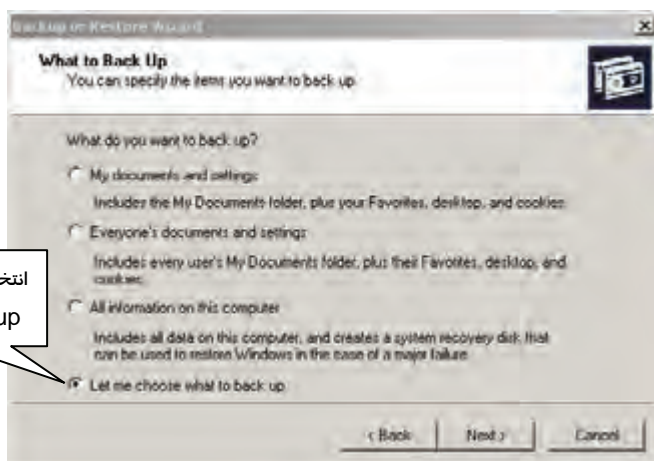 Backup or Restore Wizard
What to Back Up
You can specify the items you want to back up.
What do you want to back up?
My documents and settings
Includes the My Documents folder, plus your Favorites, desktop, and cookies.
Everyone's documents and settings
Includes every user's My Documents folder, plus their Favorites, desktop, and
cookies.
All information on this computer
Includes all data on this computer, and creates a system recovery disk that
can be used to restore Windows in the case of a major failure.
Let me choose what to back up
< Back
Next >
Cancel